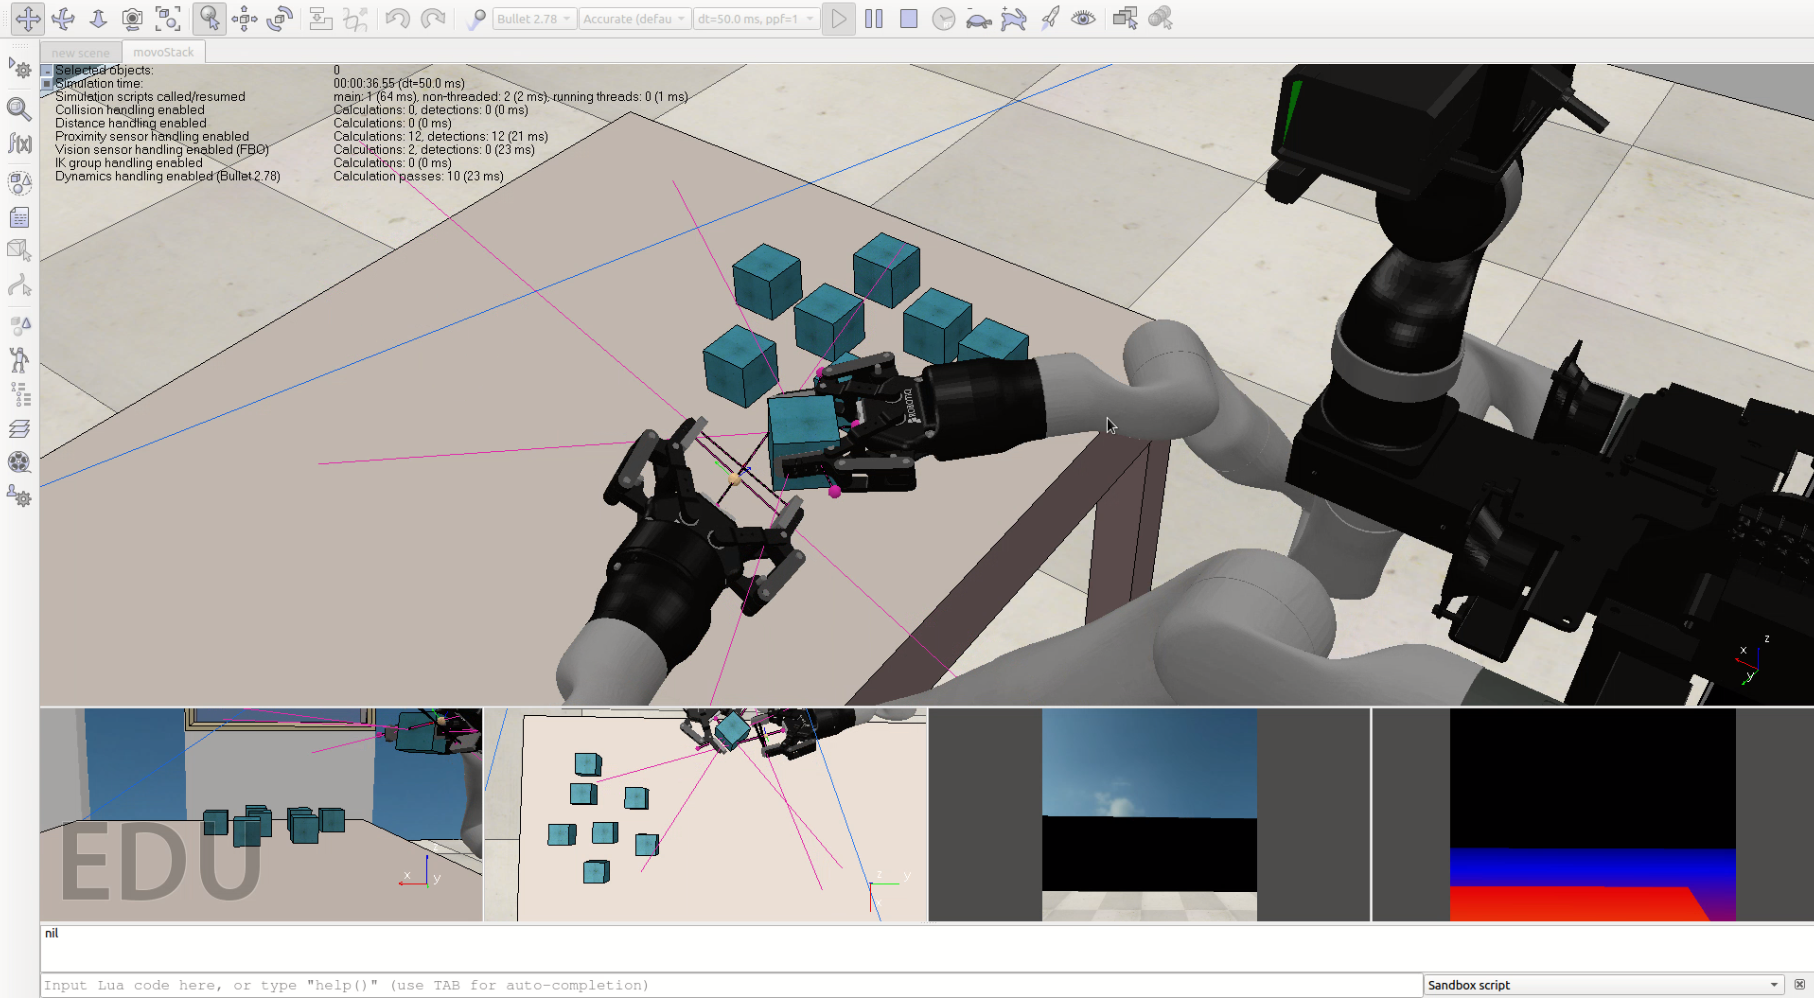 Bullet 2.78
Accurate (defau
dt=50.0 ms, ppf=1
new scene
movoStack
Selected objects: 0
Simulation time: 00:00:36.55 (dt=50.0 ms)
Simulation scripts called/resumed main: 1 (64 ms), non-threaded: 2 (2 ms), running threads: 0 (1 ms)
Collision handling enabled Calculations: 0, detections: 0 (0 ms)
Distance handling enabled Calculations: 0 (0 ms)
Proximity sensor handling enabled Calculations: 12, detections: 12 (21 ms)
Vision sensor handling enabled (FBO) Calculations: 2, detections: 0 (23 ms)
IK group handling enabled Calculations: 0 (0 ms)
Dynamics handling enabled (Bullet 2.78) Calculation passes: 10 (23 ms)
f(x)
ROBOTIQ
z
x
y
EDU
x
y
z
y
nil
Input Lua code here, or type "help()" (use TAB for auto-completion)
Sandbox script